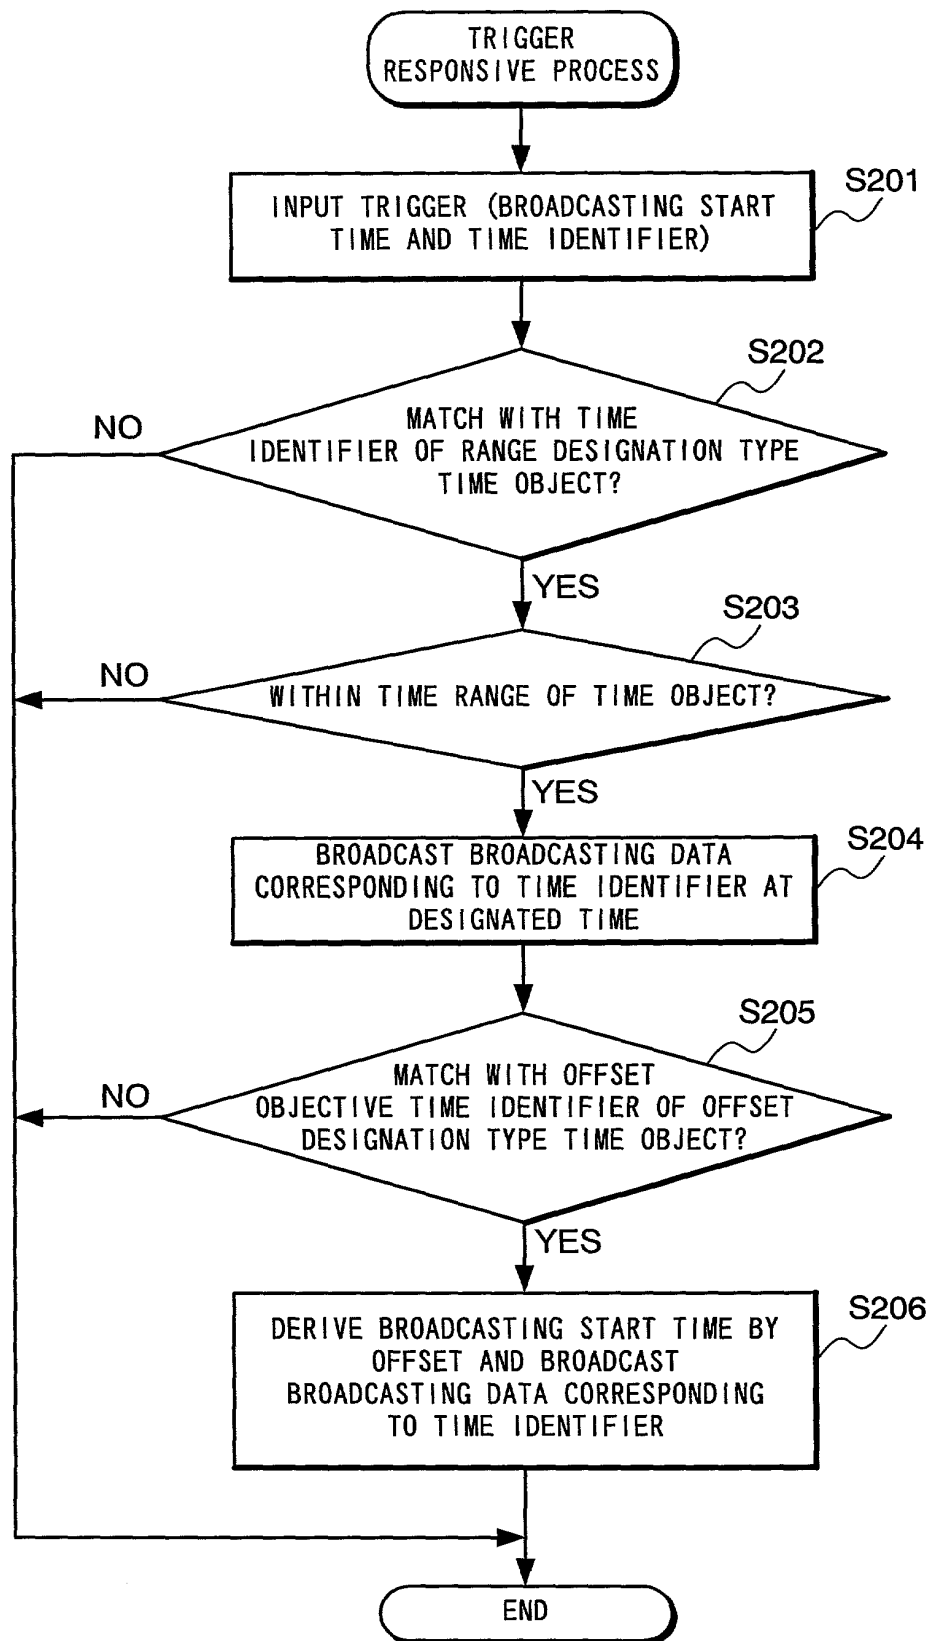 TRIGGER
RESPONSIVE PROCESS
S201
INPUT TRIGGER (BROADCASTING START
TIME AND TIME IDENTIFIER)
S202
NO
MATCH WITH TIME
IDENTIFIER OF RANGE DESIGNATION TYPE
TIME OBJECT?
YES
S203
NO
WITHIN TIME RANGE OF TIME OBJECT?
YES
S204
BROADCAST BROADCASTING DATA
CORRESPONDING TO TIME IDENTIFIER AT
DESIGNATED TIME
S205
NO
MATCH WITH OFFSET
OBJECTIVE TIME IDENTIFIER OF OFFSET
DESIGNATION TYPE TIME OBJECT?
YES
S206
DERIVE BROADCASTING START TIME BY
OFFSET AND BROADCAST
BROADCASTING DATA CORRESPONDING
TO TIME IDENTIFIER
END